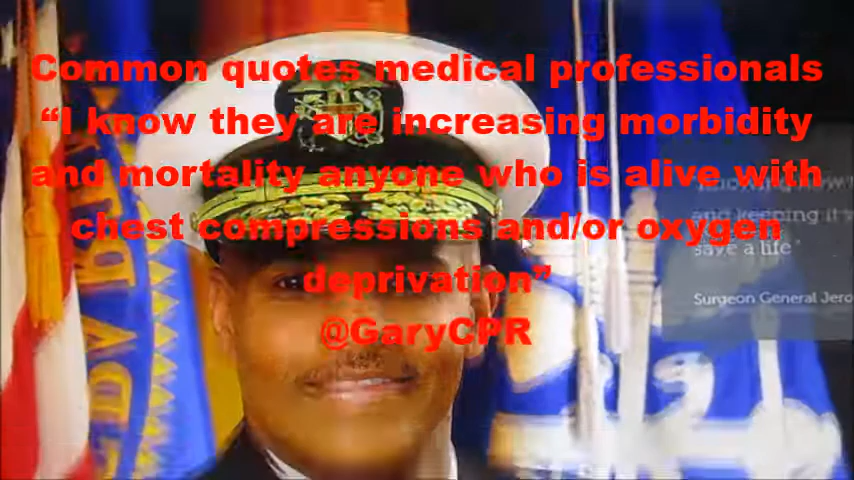 Common quotes medical professionals
“I know they are increasing morbidity
and mortality anyone who is alive with
chest compressions and/or oxygen
deprivation”
@GaryCPR
and keeping it
save a life"
Surgeon General Jero